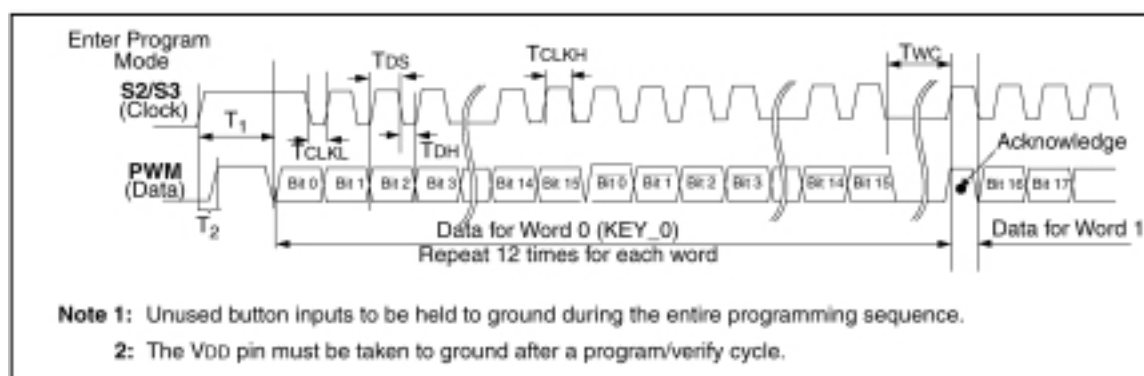 Enter Program
Mode
TDS
TCLKH
TWC
S2/S3
(Clock)
T1
TCLKL
TDH
Acknowledge
PWM
(Data)
Bit 0 Bit 1 Bit 2 Bit 3 Bit 14 Bit 15 Bit 0 Bit 1 Bit 2 Bit 3 Bit 14 Bit 15 Bit 16 Bit 17
T2
Data for Word 0 (KEY_0)
Data for Word 1
Repeat 12 times for each word
Note 1: Unused button inputs to be held to ground during the entire programming sequence.
2: The VDD pin must be taken to ground after a program/verify cycle.